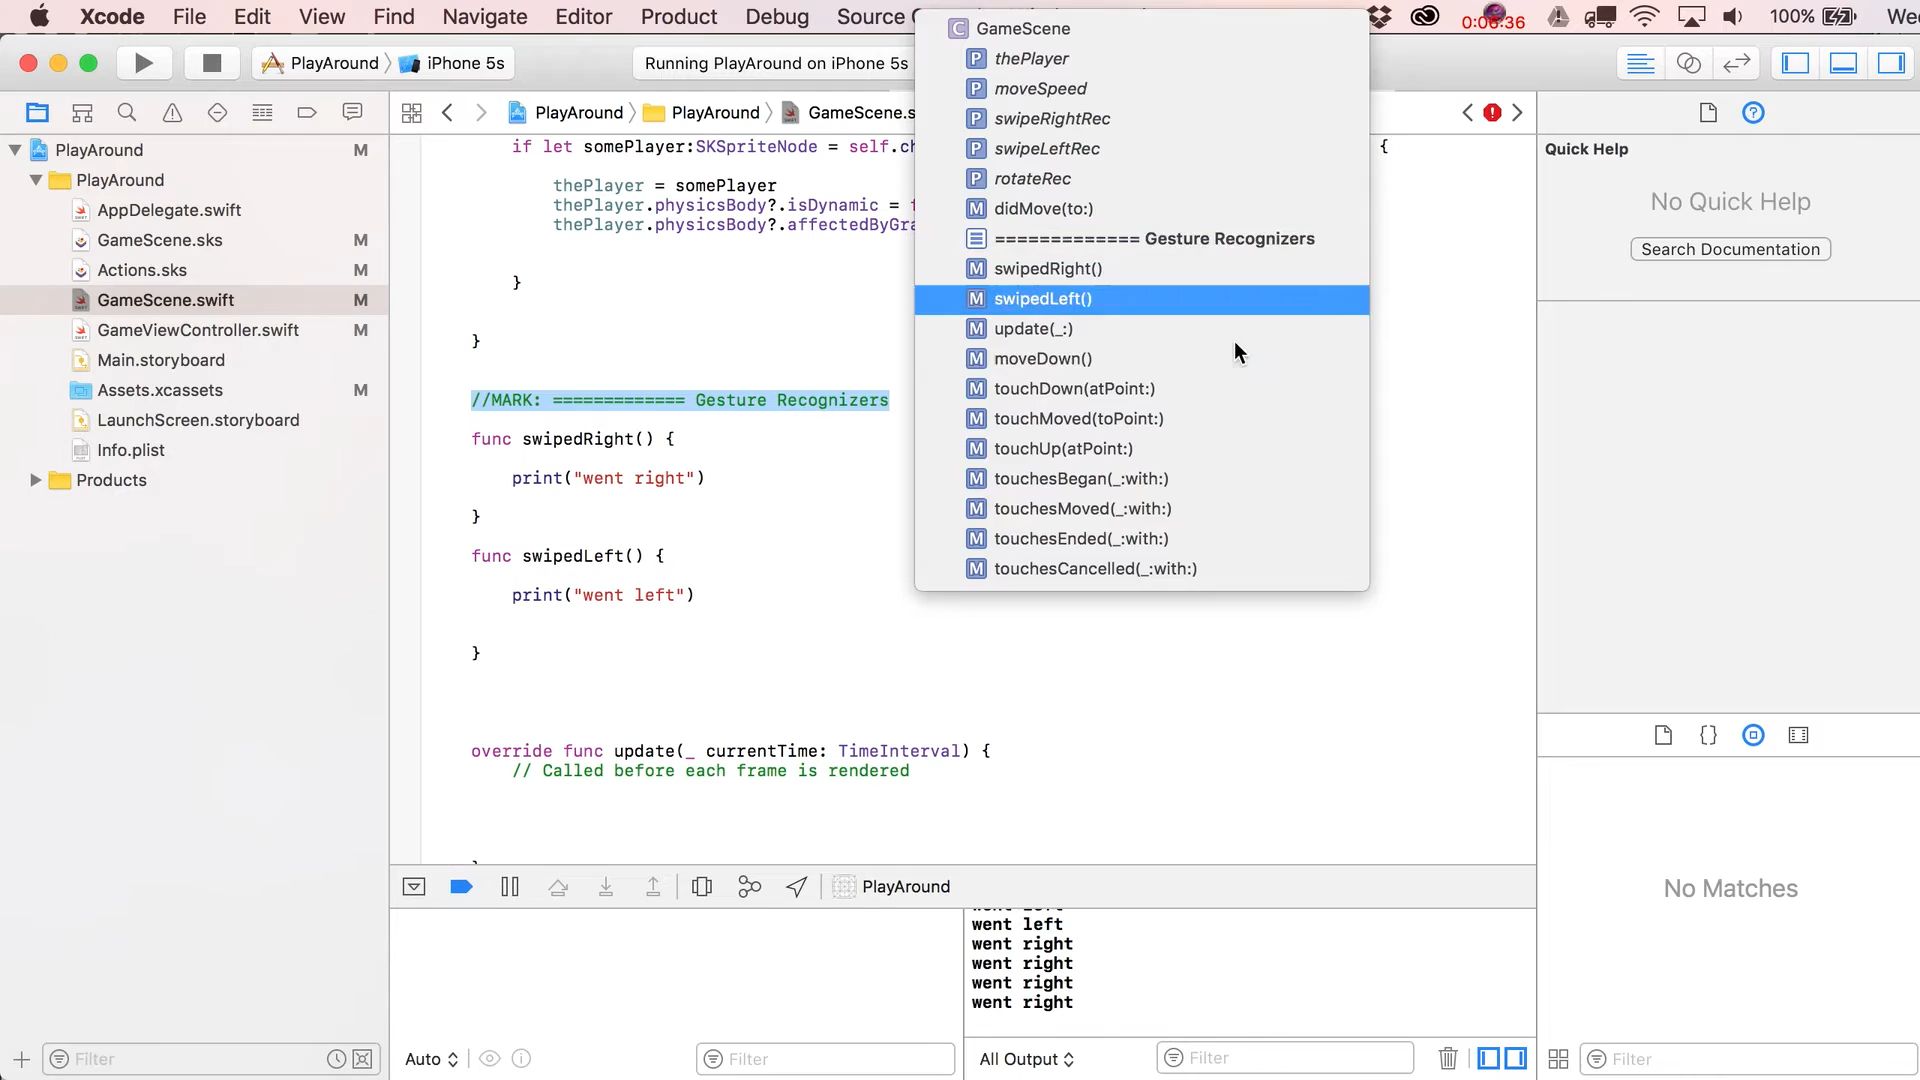 Xcode File Edit View Find Navigate Editor Product Debug Source 0:06:36 100% We
PlayAround iPhone 5s Running PlayAround on iPhone 5s
PlayAround PlayAround GameScene.s
PlayAround M
PlayAround
AppDelegate.swift
GameScene.sks M
Actions.sks M
GameScene.swift M
GameViewController.swift M
Main.storyboard
Assets.xcassets M
LaunchScreen.storyboard
Info.plist
Products
Filter
if let somePlayer:SKSpriteNode = self.ch {
thePlayer = somePlayer
thePlayer.physicsBody?.isDynamic = f
thePlayer.physicsBody?.affectedByGra
}
}
//MARK: ============= Gesture Recognizers
func swipedRight() {
print("went right")
}
func swipedLeft() {
print("went left")
}
override func update(_ currentTime: TimeInterval) {
// Called before each frame is rendered
C GameScene
P thePlayer
P moveSpeed
P swipeRightRec
P swipeLeftRec
P rotateRec
M didMove(to:)
============= Gesture Recognizers
M swipedRight()
M swipedLeft()
M update(_:)
M moveDown()
M touchDown(atPoint:)
M touchMoved(toPoint:)
M touchUp(atPoint:)
M touchesBegan(_:with:)
M touchesMoved(_:with:)
M touchesEnded(_:with:)
M touchesCancelled(_:with:)
Quick Help
No Quick Help
Search Documentation
{}
No Matches
Filter
PlayAround
went left
went left
went right
went right
went right
went right
Auto Filter
All Output Filter